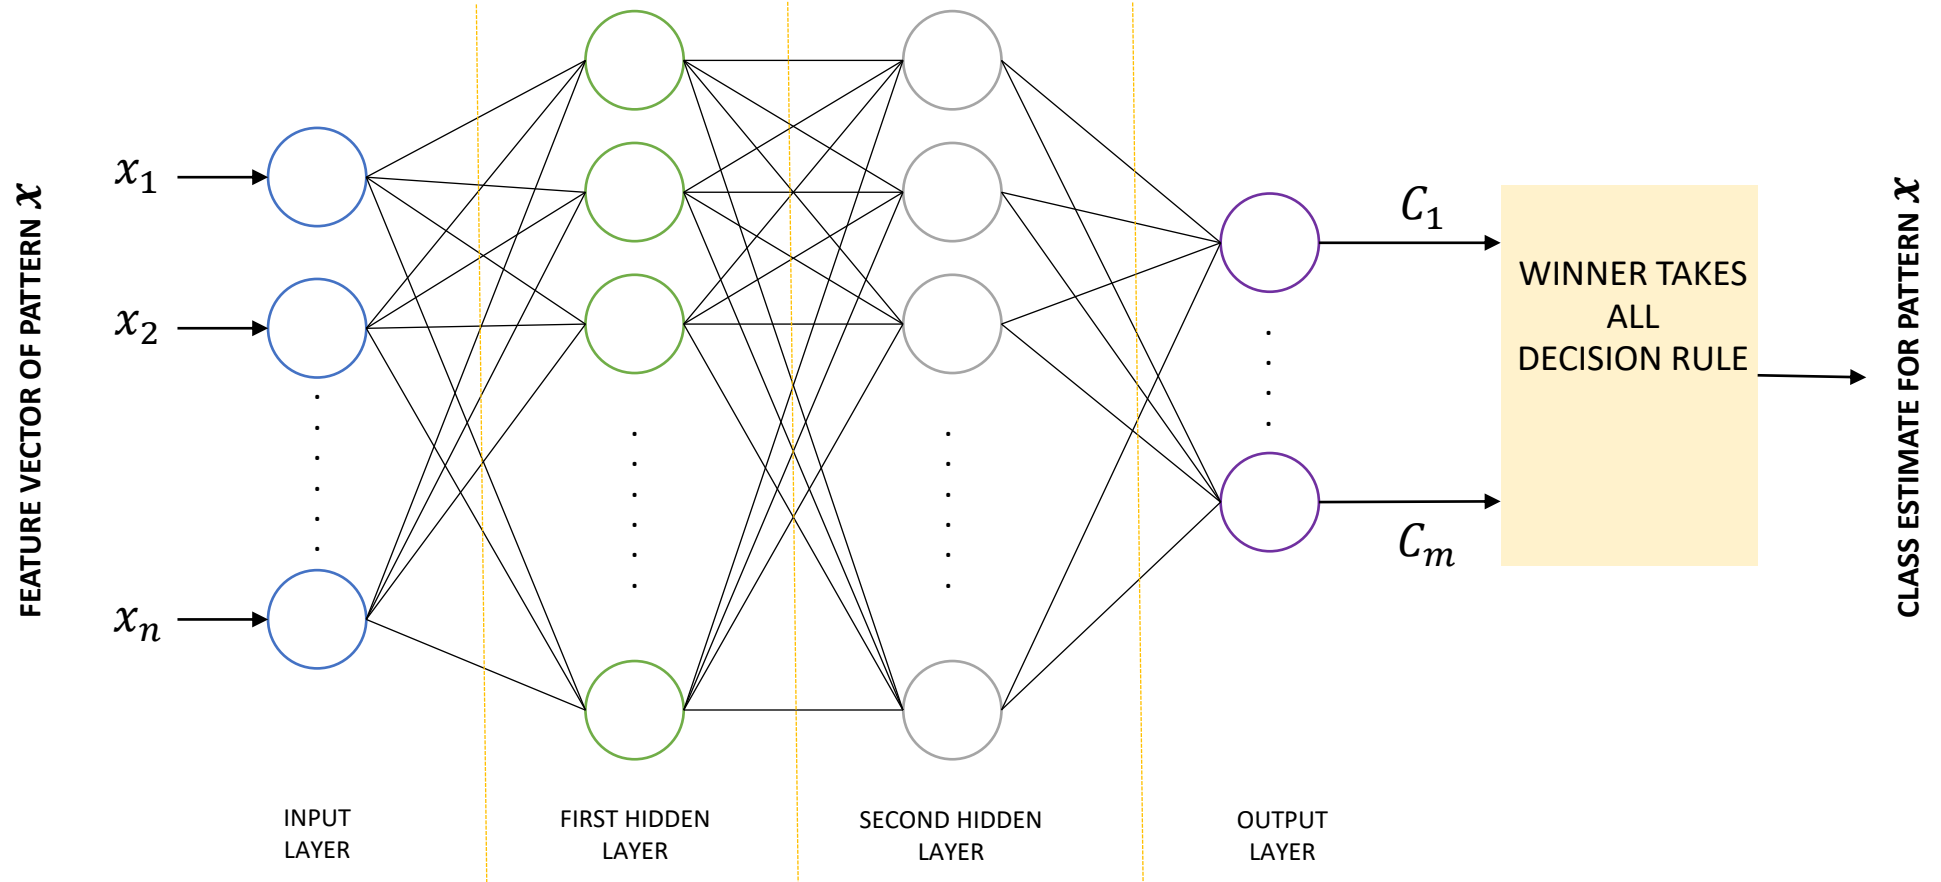 FEATURE VECTOR OF PATTERN 𝒙
x₁
x₂
xₙ
C₁
Cₘ
WINNER TAKES
ALL
DECISION RULE
CLASS ESTIMATE FOR PATTERN 𝒙
INPUT
LAYER
FIRST HIDDEN
LAYER
SECOND HIDDEN
LAYER
OUTPUT
LAYER